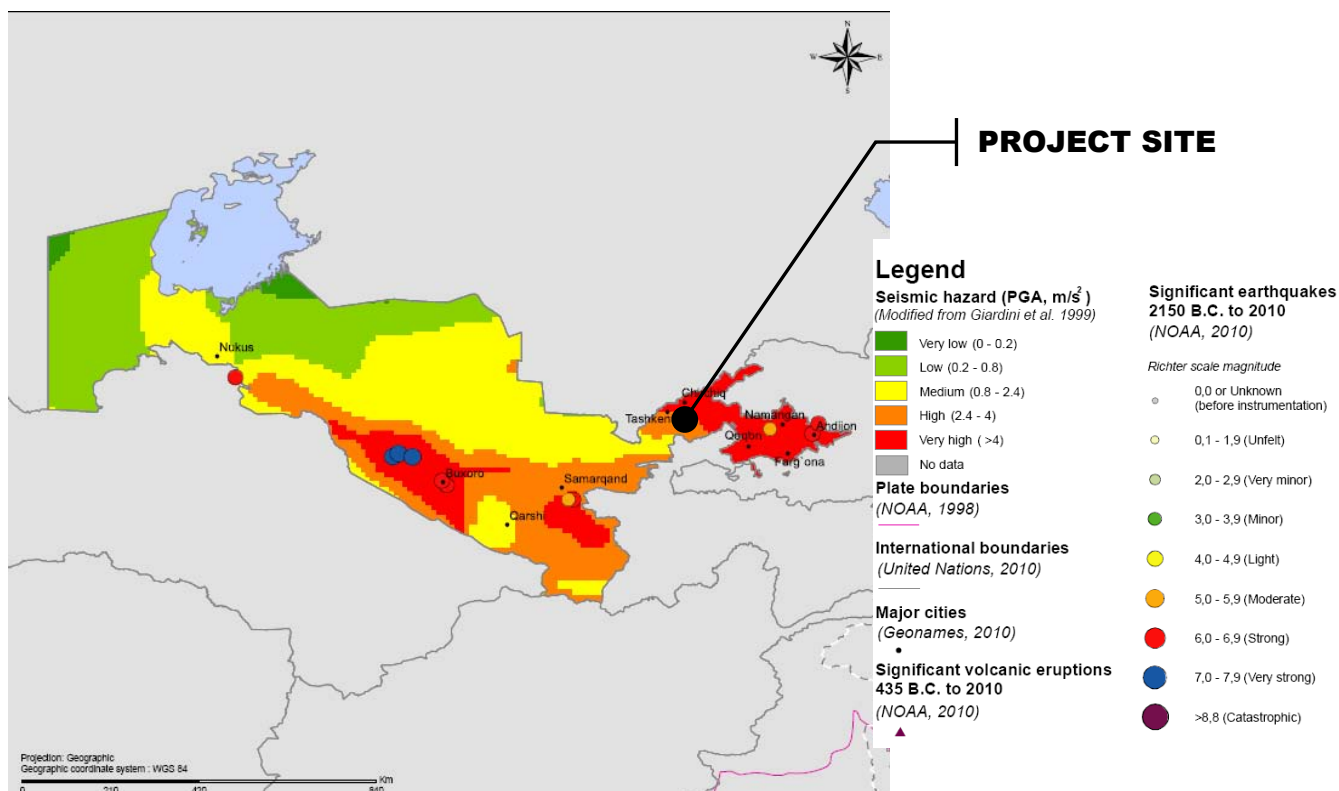 N
W
E
S
PROJECT SITE
Nukus
Tashken
Namangan
Andijon
Farg`ona
Buxoro
Samarqand
Qarshi
Projection: Geographic
Geographic coordinate system : WGS 84
Km
0
210
420
840
Legend
Seismic hazard (PGA, m/s²)
(Modified from Giardini et al. 1999)
Very low (0 - 0.2)
Low (0.2 - 0.8)
Medium (0.8 - 2.4)
High (2.4 - 4)
Very high ( >4)
No data
Plate boundaries
(NOAA, 1998)
International boundaries
(United Nations, 2010)
Major cities
(Geonames, 2010)
Significant volcanic eruptions
435 B.C. to 2010
(NOAA, 2010)
Significant earthquakes
2150 B.C. to 2010
(NOAA, 2010)
Richter scale magnitude
0,0 or Unknown
(before instrumentation)
0,1 - 1,9 (Unfelt)
2,0 - 2,9 (Very minor)
3,0 - 3,9 (Minor)
4,0 - 4,9 (Light)
5,0 - 5,9 (Moderate)
6,0 - 6,9 (Strong)
7,0 - 7,9 (Very strong)
>8,8 (Catastrophic)